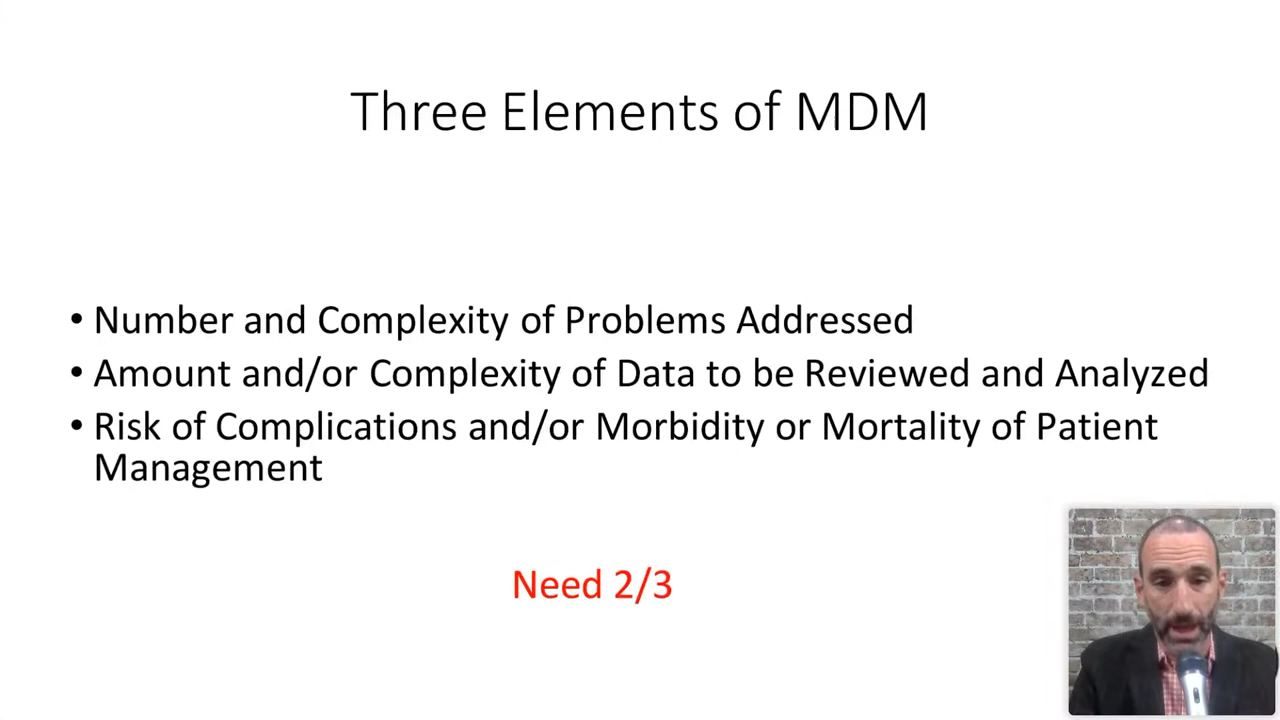 Three Elements of MDM
• Number and Complexity of Problems Addressed
• Amount and/or Complexity of Data to be Reviewed and Analyzed
• Risk of Complications and/or Morbidity or Mortality of Patient
Management
Need 2/3